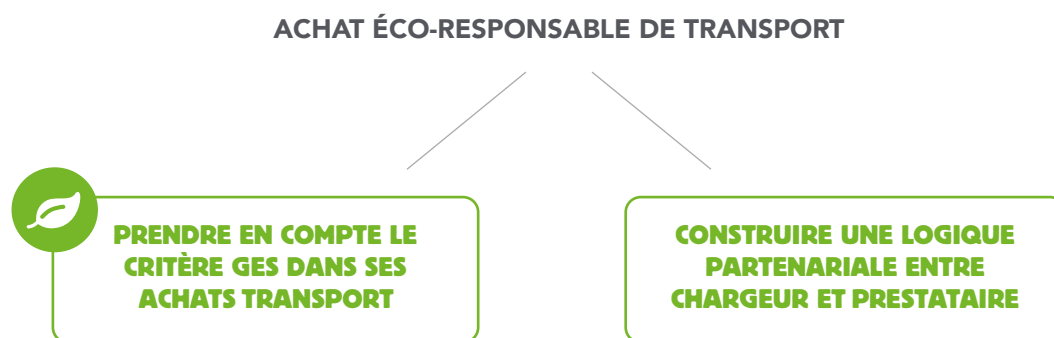 ACHAT ÉCO-RESPONSABLE DE TRANSPORT
PRENDRE EN COMPTE LE
CRITÈRE GES DANS SES
ACHATS TRANSPORT
CONSTRUIRE UNE LOGIQUE
PARTENARIALE ENTRE
CHARGEUR ET PRESTATAIRE